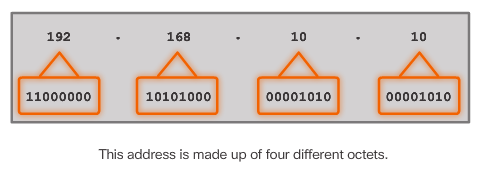 192 . 168 . 10 . 10
11000000 10101000 00001010 00001010
This address is made up of four different octets.